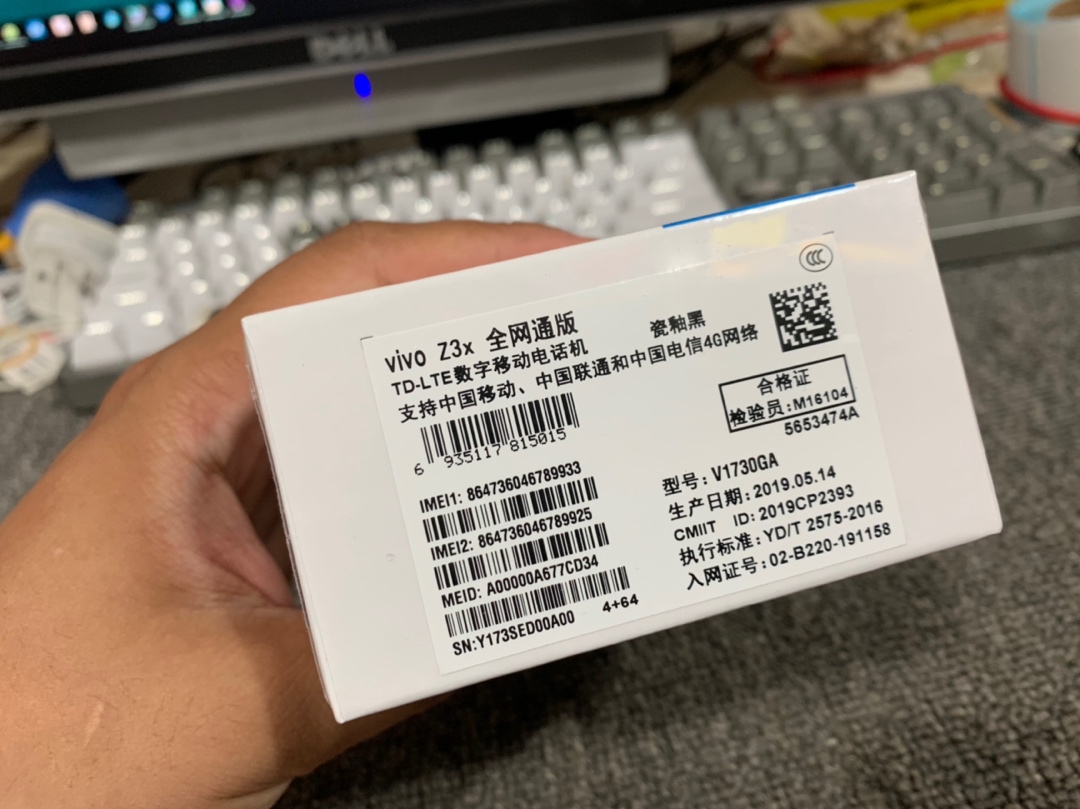 DELL
vivo Z3x 全网通版
瓷釉黑
TD-LTE数字移动电话机
支持中国移动、中国联通和中国电信4G网络
合格证
检验员:M16104
5653474A
6 935117 815015
IMEI1: 864736046789933
IMEI2: 864736046789925
MEID: A00000A677CD34
SN:Y173SED00A00
4+64
型号: V1730GA
生产日期: 2019.05.14
CMIIT ID: 2019CP2393
执行标准: YD/T 2575-2016
入网证号: 02-B220-191158